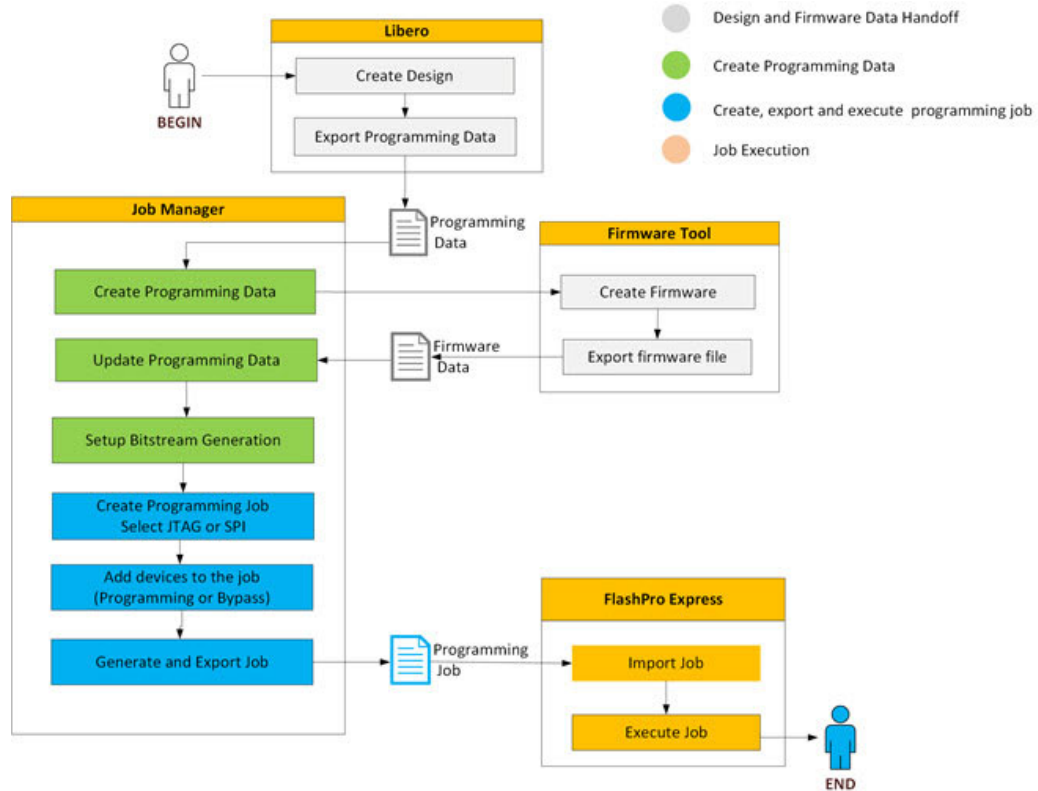 Libero
Create Design
Export Programming Data
BEGIN
Design and Firmware Data Handoff
Create Programming Data
Create, export and execute  programming job
Job Execution
Job Manager
Programming
Data
Create Programming Data
Firmware Tool
Create Firmware
Export firmware file
Firmware
Data
Update Programming Data
Setup Bitstream Generation
Create Programming Job
Select JTAG or SPI
Add devices to the job
(Programming or Bypass)
Generate and Export Job
Programming
Job
FlashPro Express
Import Job
Execute Job
END